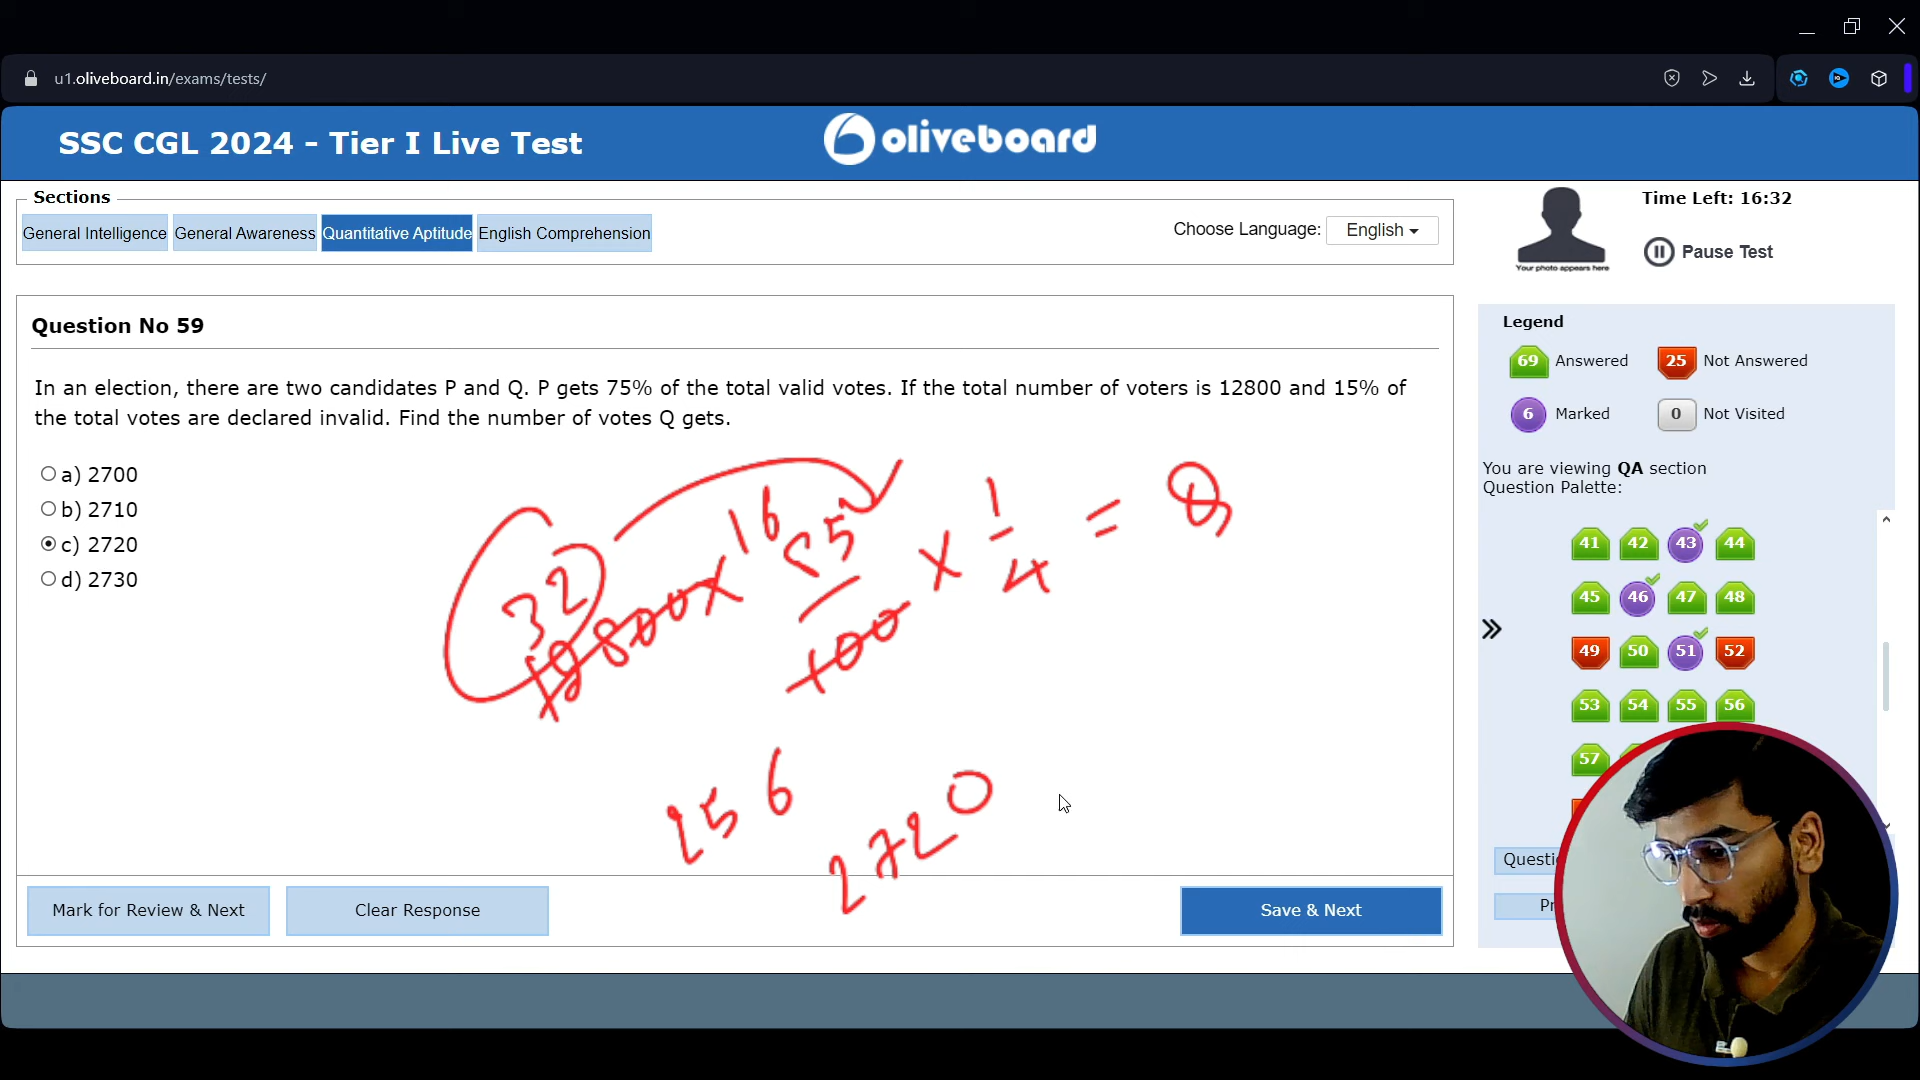 u1.oliveboard.in/exams/tests/
SSC CGL 2024 - Tier I Live Test
oliveboard
Sections
General Intelligence
General Awareness
Quantitative Aptitude
English Comprehension
Choose Language:
English
Your photo appears here
Time Left: 16:32
Pause Test
Question No 59
In an election, there are two candidates P and Q. P gets 75% of the total valid votes. If the total number of voters is 12800 and 15% of
the total votes are declared invalid. Find the number of votes Q gets.
a) 2700
b) 2710
c) 2720
d) 2730
32
16
12800 × 85/100 × 1/4 = Q
256
2720
Mark for Review & Next
Clear Response
Save & Next
Legend
69 Answered
25 Not Answered
6 Marked
0 Not Visited
You are viewing QA section
Question Palette:
41 42 43 44
45 46 47 48
49 50 51 52
53 54 55 56
57